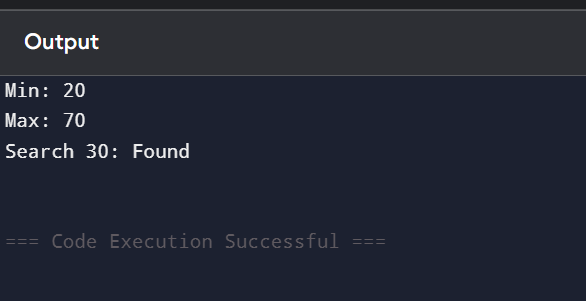 Output
Min: 20
Max: 70
Search 30: Found
=== Code Execution Successful ===